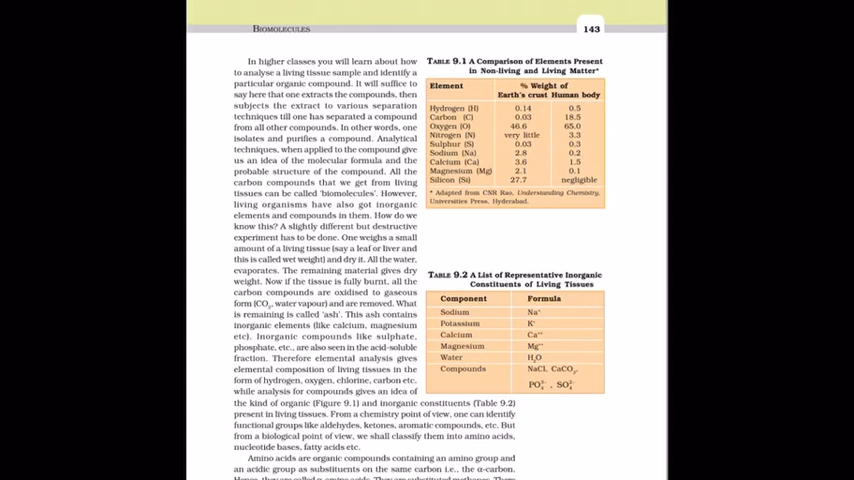 BIOMOLECULES
143
In higher classes you will learn about how
to analyse a living tissue sample and identify a
particular organic compound. It will suffice to
say here that one extracts the compounds, then
subjects the extract to various separation
techniques till one has separated a compound
from all other compounds. In other words, one
isolates and purifies a compound. Analytical
techniques, when applied to the compound give
us an idea of the molecular formula and the
probable structure of the compound. All the
carbon compounds that we get from living
tissues can be called 'biomolecules'. However,
living organisms have also got inorganic
elements and compounds in them. How do we
know this? A slightly different but destructive
experiment has to be done. One weighs a small
amount of a living tissue (say a leaf or liver and
this is called wet weight) and dry it. All the water,
evaporates. The remaining material gives dry
weight. Now if the tissue is fully burnt, all the
carbon compounds are oxidised to gaseous
form (CO₂, water vapour) and are removed. What
is remaining is called 'ash'. This ash contains
inorganic elements (like calcium, magnesium
etc). Inorganic compounds like sulphate,
phosphate, etc., are also seen in the acid-soluble
fraction. Therefore elemental analysis gives
elemental composition of living tissues in the
form of hydrogen, oxygen, chlorine, carbon etc.
while analysis for compounds gives an idea of
the kind of organic (Figure 9.1) and inorganic constituents (Table 9.2)
present in living tissues. From a chemistry point of view, one can identify
functional groups like aldehydes, ketones, aromatic compounds, etc. But
from a biological point of view, we shall classify them into amino acids,
nucleotide bases, fatty acids etc.
Amino acids are organic compounds containing an amino group and
an acidic group as substituents on the same carbon i.e., the α-carbon.
Hence, they are called α-amino acids. They are substituted methanes. There
TABLE 9.1 A Comparison of Elements Present
in Non-living and Living Matter*
Element % Weight of
Earth's crust Human body
Hydrogen (H) 0.14 0.5
Carbon (C) 0.03 18.5
Oxygen (O) 46.6 65.0
Nitrogen (N) very little 3.3
Sulphur (S) 0.03 0.3
Sodium (Na) 2.8 0.2
Calcium (Ca) 3.6 1.5
Magnesium (Mg) 2.1 0.1
Silicon (Si) 27.7 negligible
* Adapted from CNR Rao, Understanding Chemistry,
Universities Press, Hyderabad.
TABLE 9.2 A List of Representative Inorganic
Constituents of Living Tissues
Component Formula
Sodium Na⁺
Potassium K⁺
Calcium Ca⁺⁺
Magnesium Mg⁺⁺
Water H₂O
Compounds NaCl, CaCO₃,
PO₄³⁻, SO₄²⁻